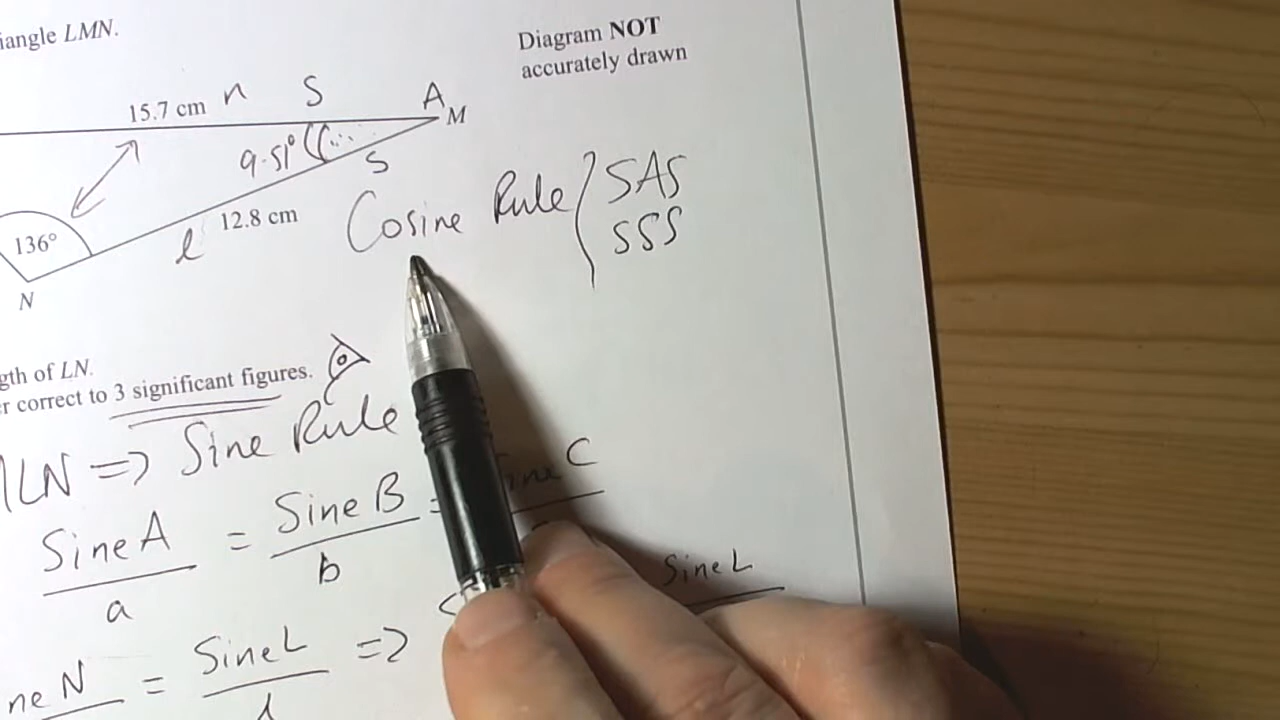 iangle LMN.
Diagram NOT
accurately drawn
15.7 cm n S A M
9.51° S
12.8 cm
l
136°
N
Cosine Rule SAS
SSS
gth of LN.
r correct to 3 significant figures.
LN => Sine Rule
Sine A = Sine B = Sine C
a b
Sine L
ne N = Sine L =>
l